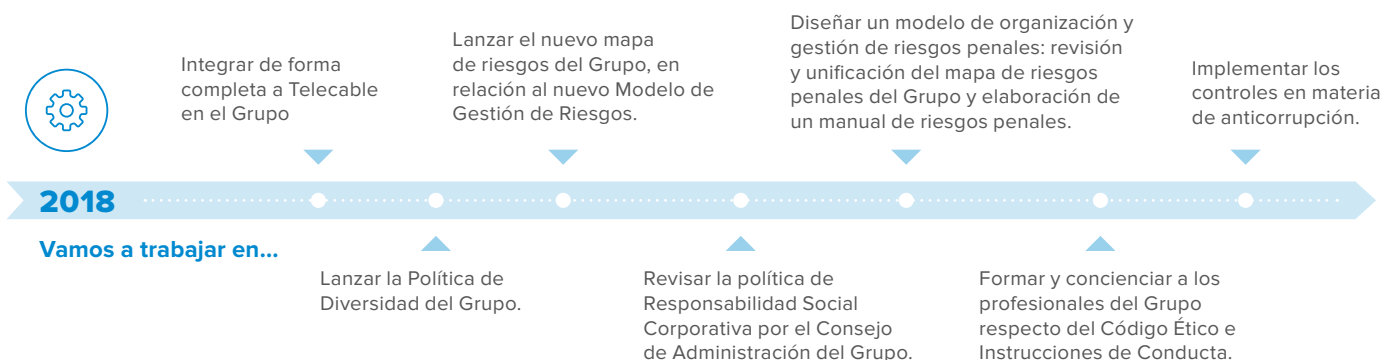 Integrar de forma
completa a Telecable
en el Grupo
Lanzar el nuevo mapa
de riesgos del Grupo, en
relación al nuevo Modelo de
Gestión de Riesgos.
Diseñar un modelo de organización y
gestión de riesgos penales: revisión
y unificación del mapa de riesgos
penales del Grupo y elaboración de
un manual de riesgos penales.
Implementar los
controles en materia
de anticorrupción.
2018
Vamos a trabajar en...
Lanzar la Política de
Diversidad del Grupo.
Revisar la política de
Responsabilidad Social
Corporativa por el Consejo
de Administración del Grupo.
Formar y concienciar a los
profesionales del Grupo
respecto del Código Ético e
Instrucciones de Conducta.